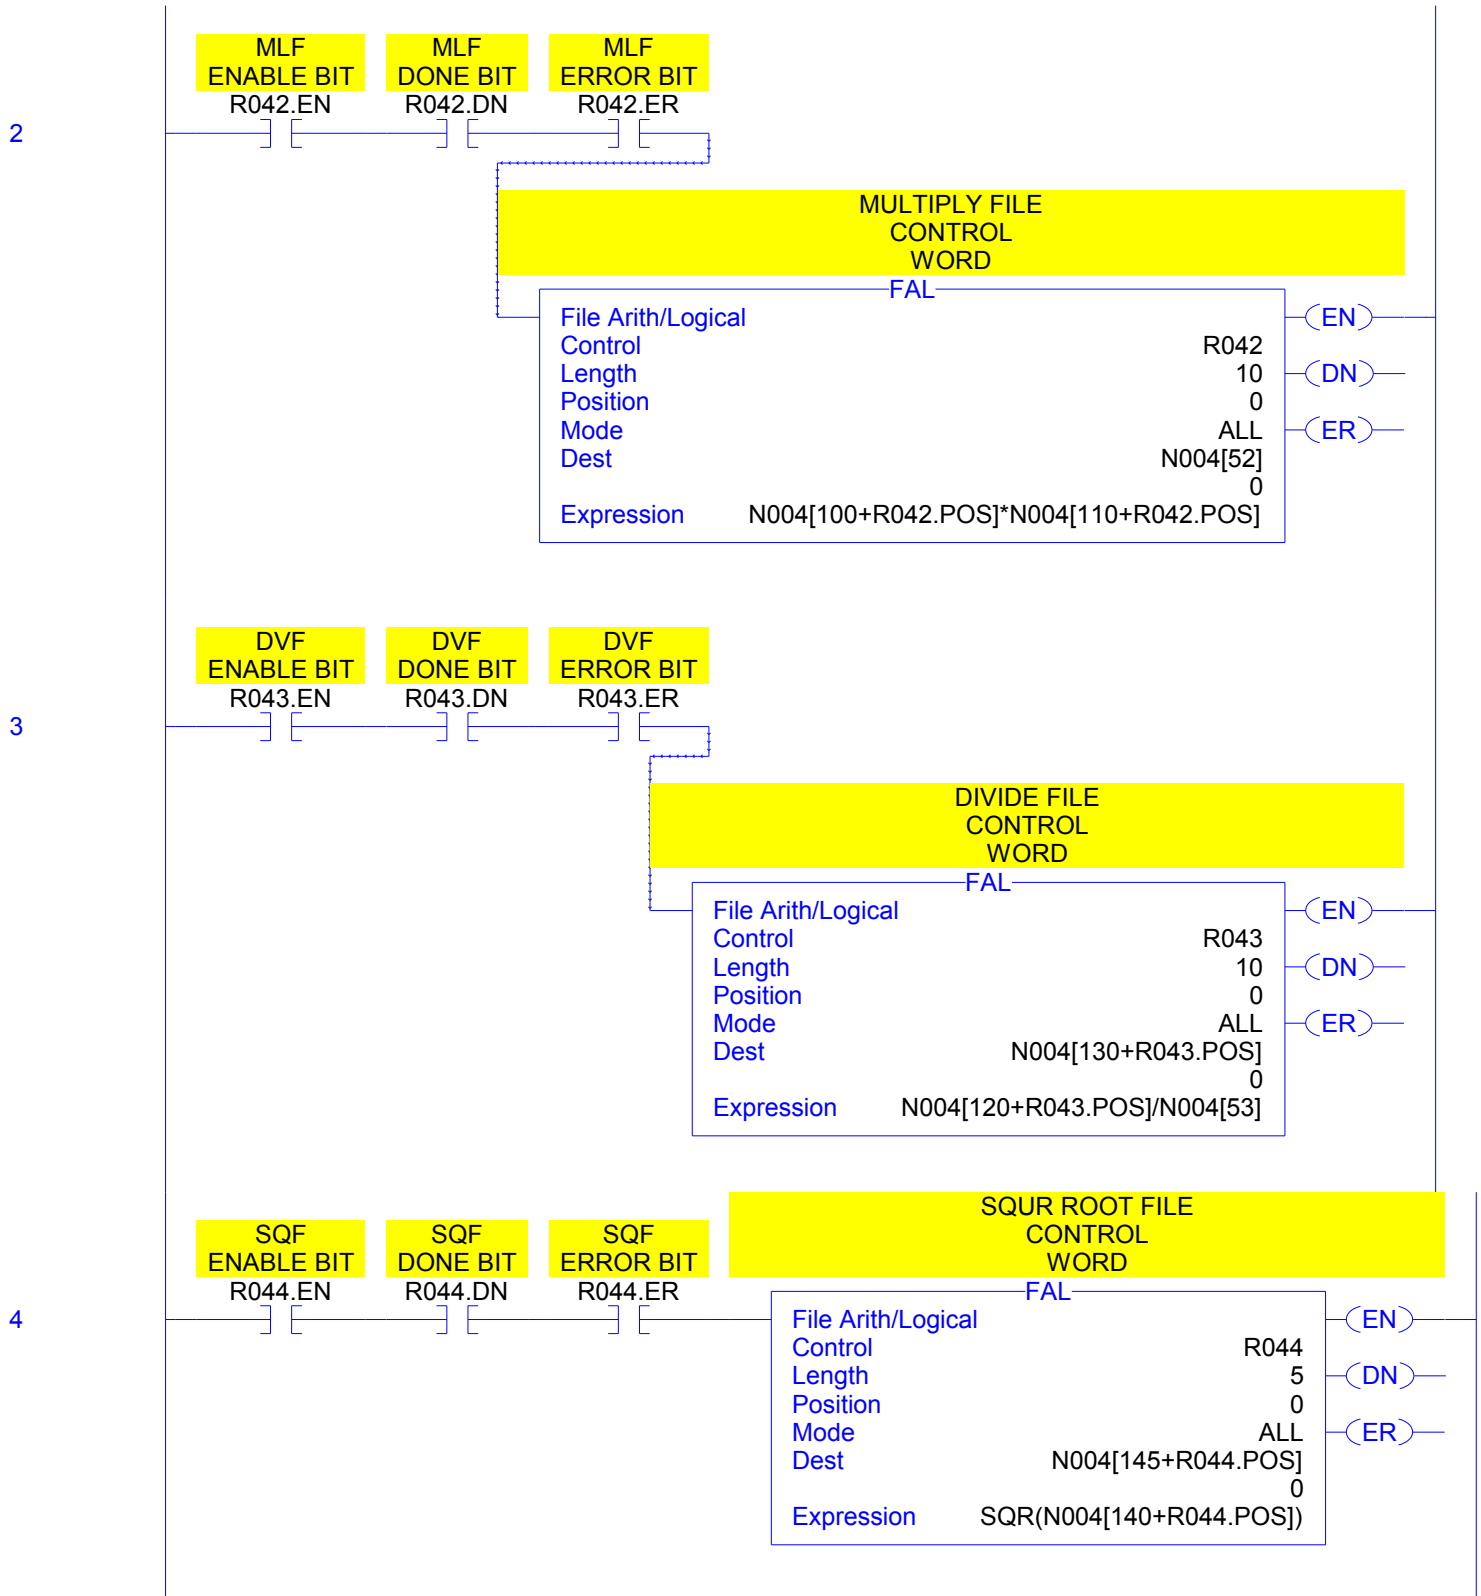 MLF MLF MLF
ENABLE BIT DONE BIT ERROR BIT
R042.EN R042.DN R042.ER
2
MULTIPLY FILE
CONTROL
WORD
FAL
File Arith/Logical EN
Control R042
Length 10 DN
Position 0
Mode ALL ER
Dest N004[52]
0
Expression N004[100+R042.POS]*N004[110+R042.POS]
DVF DVF DVF
ENABLE BIT DONE BIT ERROR BIT
R043.EN R043.DN R043.ER
3
DIVIDE FILE
CONTROL
WORD
FAL
File Arith/Logical EN
Control R043
Length 10 DN
Position 0
Mode ALL ER
Dest N004[130+R043.POS]
0
Expression N004[120+R043.POS]/N004[53]
SQUR ROOT FILE
SQF SQF SQF CONTROL
ENABLE BIT DONE BIT ERROR BIT WORD
R044.EN R044.DN R044.ER FAL
4 File Arith/Logical EN
Control R044
Length 5 DN
Position 0
Mode ALL ER
Dest N004[145+R044.POS]
0
Expression SQR(N004[140+R044.POS])